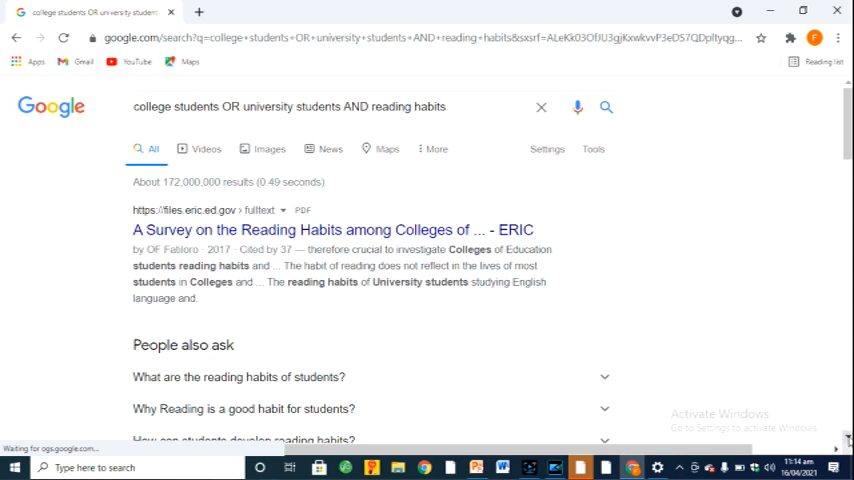 college students OR university student
google.com/search?q=college+students+OR+university+students+AND+reading+habits&sxsrf=
Apps Gmail YouTube Maps Reading list
Google
college students OR university students AND reading habits
All Videos Images News Maps More Settings Tools
About 172,000,000 results (0.49 seconds)
https://files.eric.ed.gov › fulltext PDF
A Survey on the Reading Habits among Colleges of ... - ERIC
by OF Fatiloro · 2017 · Cited by 37 — therefore crucial to investigate Colleges of Education
students reading habits and ... The habit of reading does not reflect in the lives of most
students in Colleges and ... The reading habits of University students studying English
language and.
People also ask
What are the reading habits of students?
Why Reading is a good habit for students?
How can students develop reading habits?
Activate Windows
Go to Settings to activate Windows.
Waiting for ogs.google.com...
Type here to search
11:14 am
16/04/2021